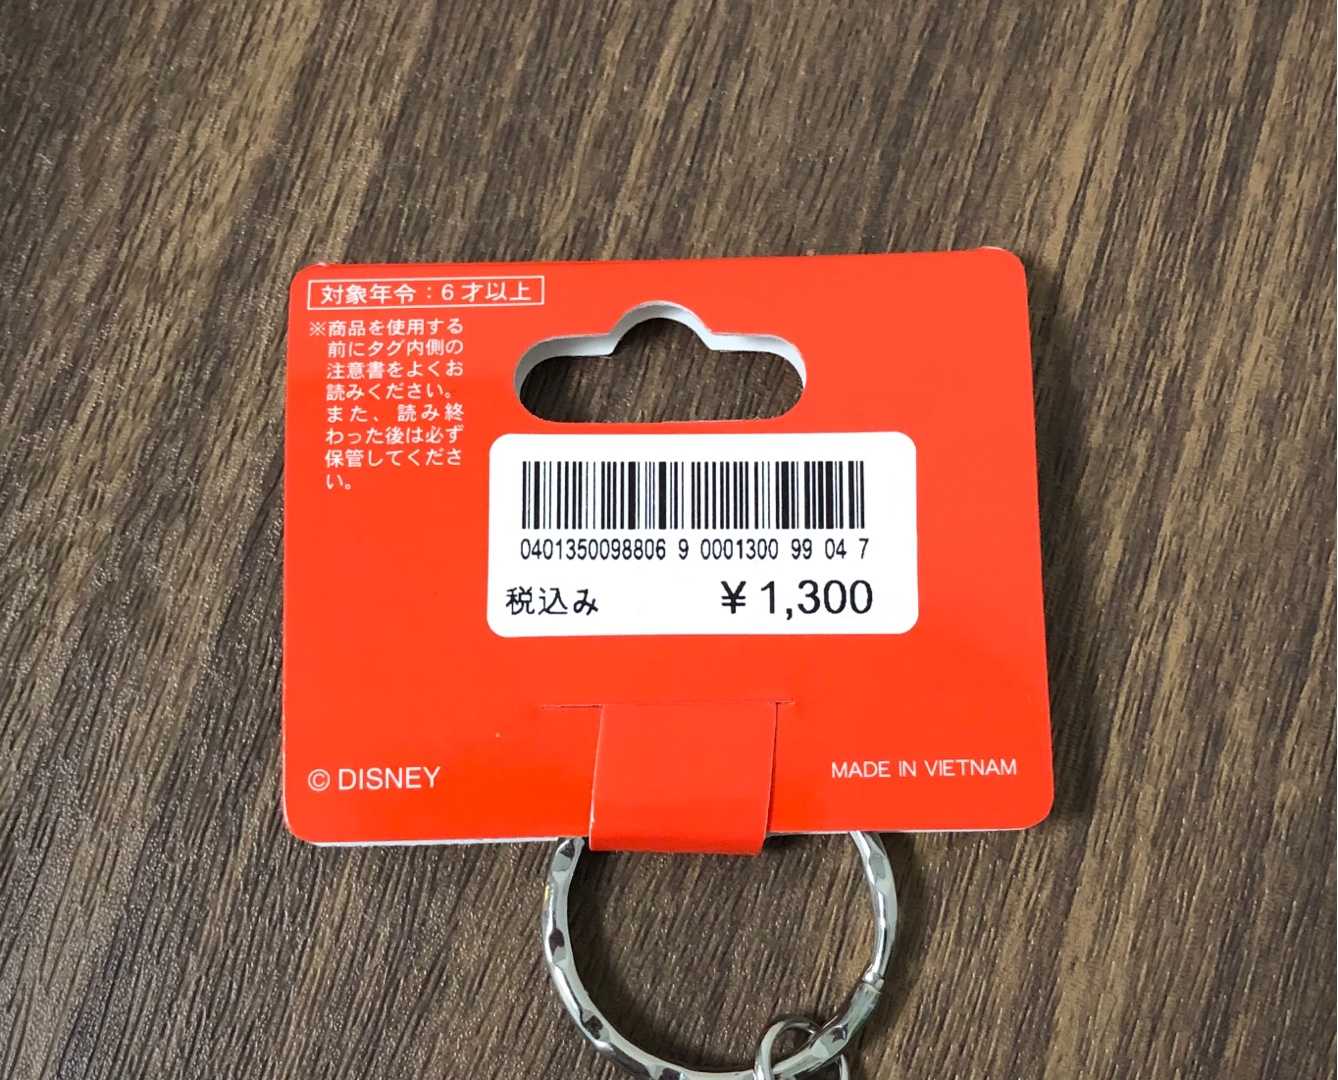 対象年令：6才以上
※商品を使用する
前にタグ内側の
注意書をよくお
読みください。
また、読み終
わった後は必ず
保管してくださ
い。
0401350098806 9 0001300 99 04 7
税込み ¥1,300
© DISNEY
MADE IN VIETNAM